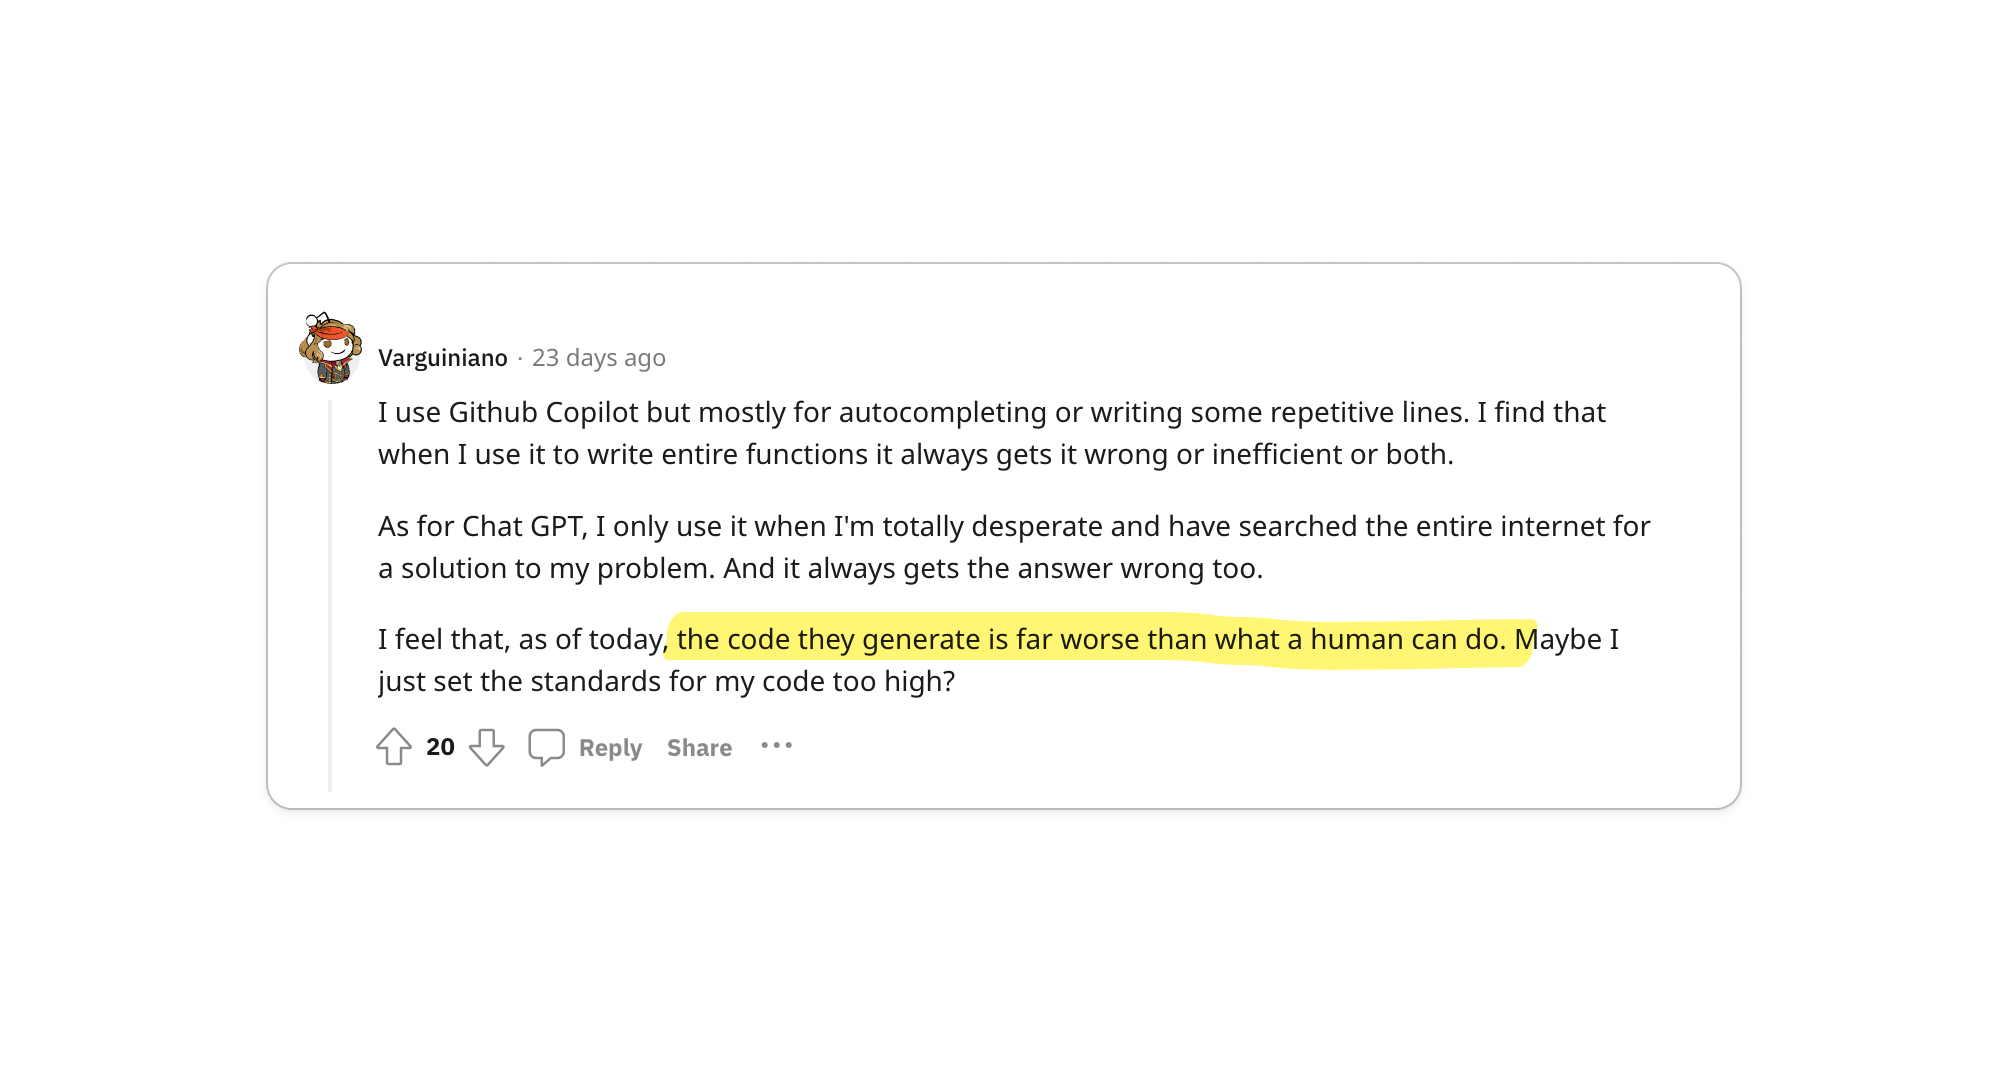 Varguiniano · 23 days ago
I use Github Copilot but mostly for autocompleting or writing some repetitive lines. I find that
when I use it to write entire functions it always gets it wrong or inefficient or both.
As for Chat GPT, I only use it when I'm totally desperate and have searched the entire internet for
a solution to my problem. And it always gets the answer wrong too.
I feel that, as of today, the code they generate is far worse than what a human can do. Maybe I
just set the standards for my code too high?
20 Reply Share ···